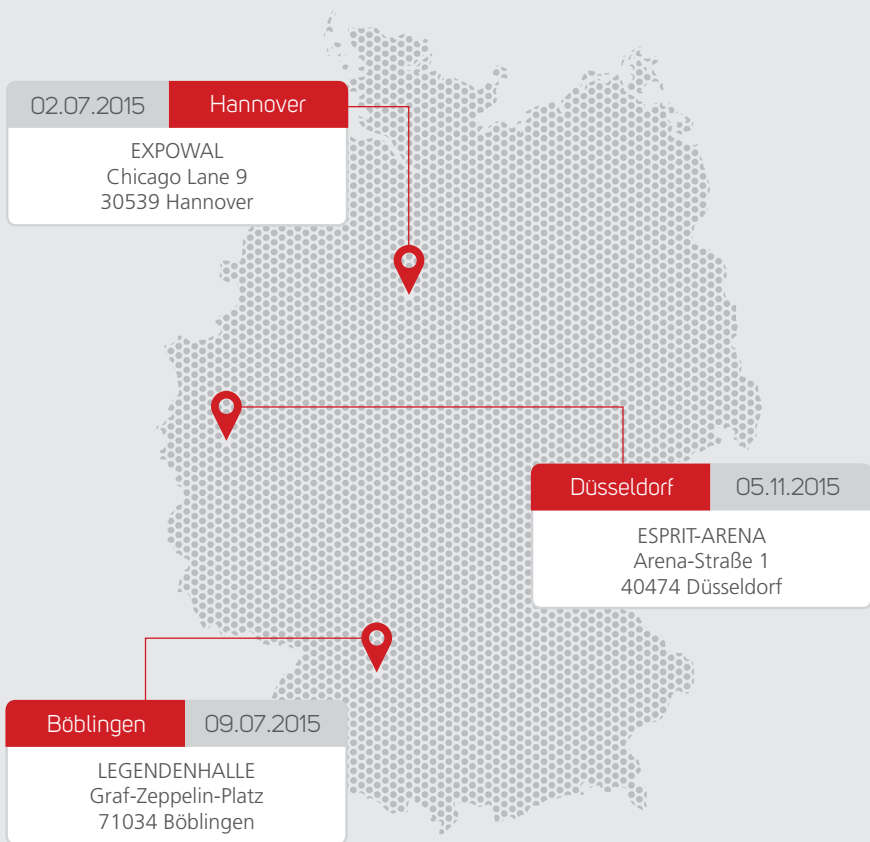 02.07.2015 Hannover
EXPOWAL
Chicago Lane 9
30539 Hannover
Düsseldorf 05.11.2015
ESPRIT-ARENA
Arena-Straße 1
40474 Düsseldorf
Böblingen 09.07.2015
LEGENDENHALLE
Graf-Zeppelin-Platz
71034 Böblingen